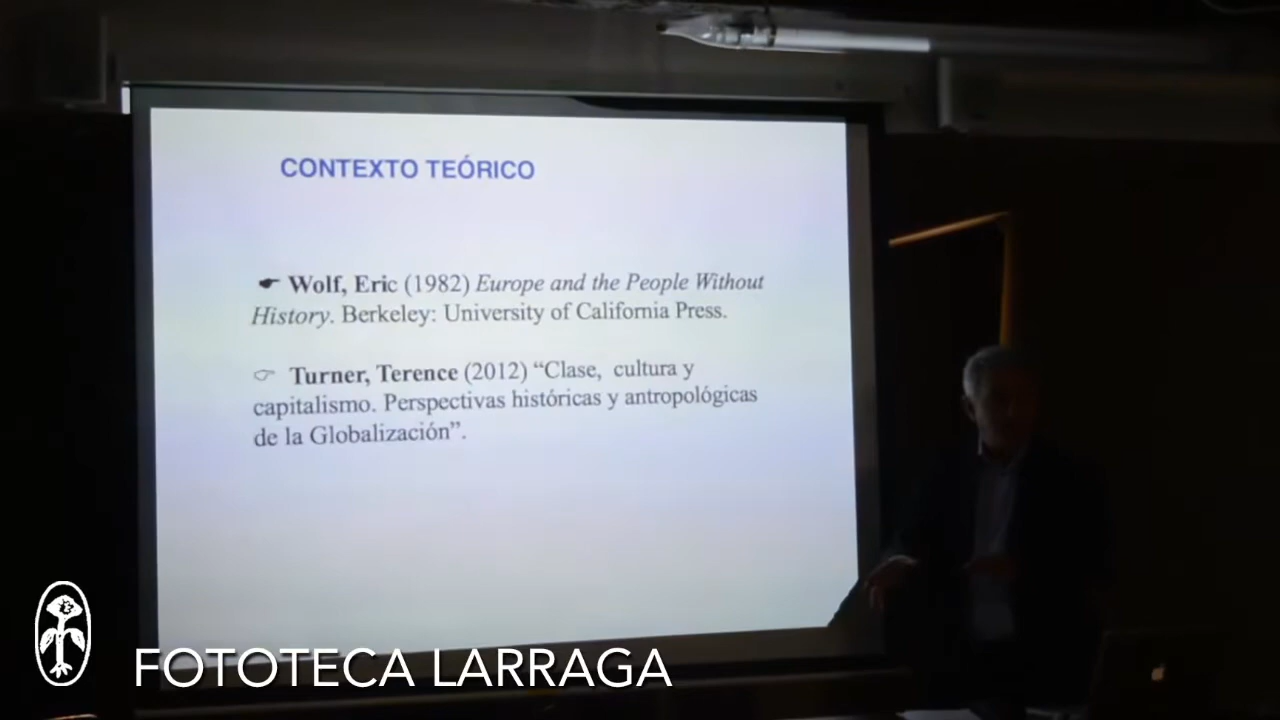 CONTEXTO TEÓRICO
Wolf, Eric (1982) Europe and the People Without
History. Berkeley: University of California Press.
Turner, Terence (2012) “Clase, cultura y
capitalismo. Perspectivas históricas y antropológicas
de la Globalización”.
FOTOTECA LARRAGA